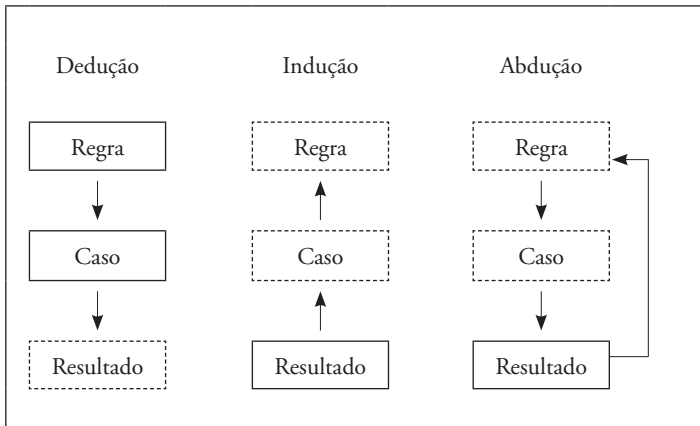 Dedução
Indução
Abdução
Regra
Regra
Regra
Caso
Caso
Caso
Resultado
Resultado
Resultado